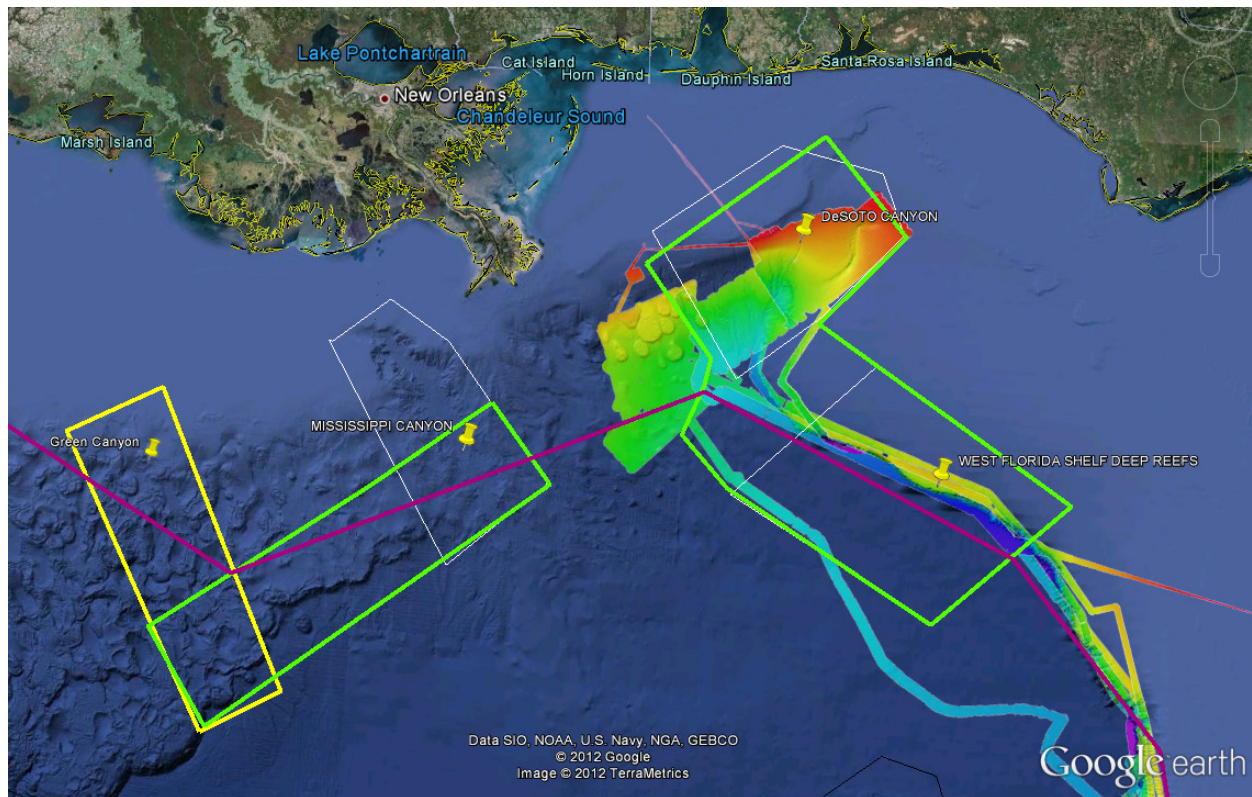 Lake Pontchartrain
Cat Island
Santa Rosa Island
Horn Island
Dauphin Island
New Orleans
Chandeleur Sound
Marsh Island
DeSOTO CANYON
MISSISSIPPI CANYON
Green Canyon
WEST FLORIDA SHELF DEEP REEFS
Data SIO, NOAA, U.S. Navy, NGA, GEBCO
© 2012 Google
Image © 2012 TerraMetrics
Google earth